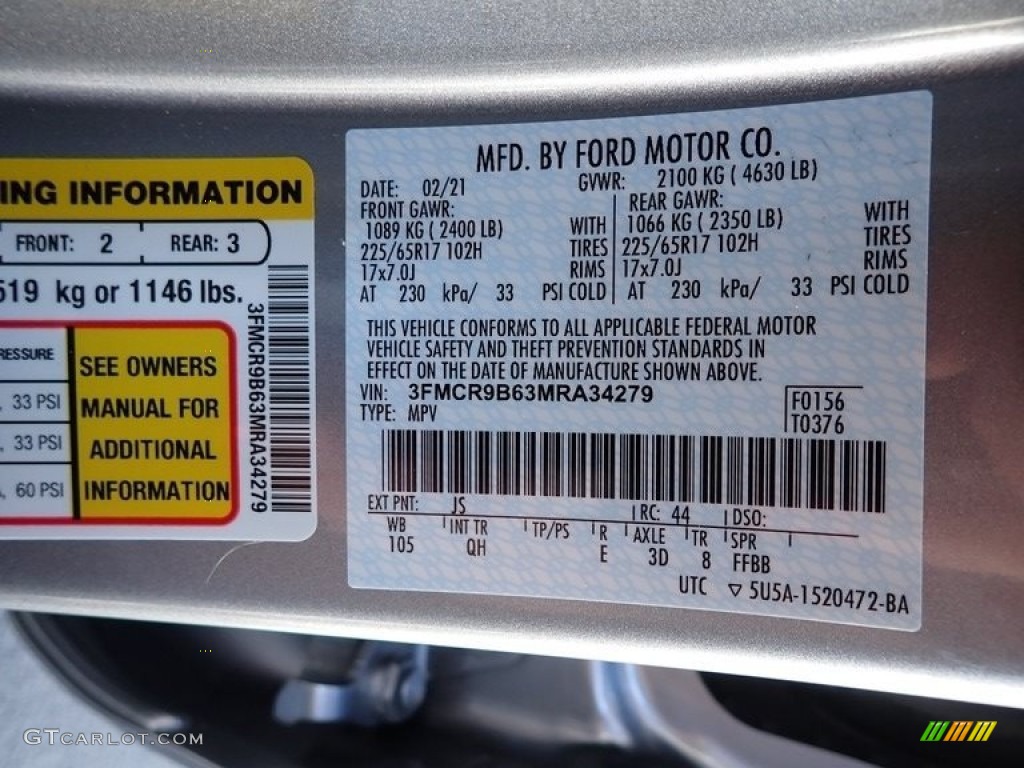 ING INFORMATION
FRONT: 2 REAR: 3
519 kg or 1146 lbs.
RESSURE
33 PSI
33 PSI
60 PSI
SEE OWNERS
MANUAL FOR
ADDITIONAL
INFORMATION
3FMCR9B63MRA34279
MFD. BY FORD MOTOR CO.
DATE: 02/21 GVWR: 2100 KG ( 4630 LB)
FRONT GAWR: REAR GAWR:
1089 KG ( 2400 LB) WITH 1066 KG ( 2350 LB) WITH
225/65R17 102H TIRES 225/65R17 102H TIRES
17x7.0J RIMS 17x7.0J RIMS
AT 230 kPa/ 33 PSI COLD AT 230 kPa/ 33 PSI COLD
THIS VEHICLE CONFORMS TO ALL APPLICABLE FEDERAL MOTOR
VEHICLE SAFETY AND THEFT PREVENTION STANDARDS IN
EFFECT ON THE DATE OF MANUFACTURE SHOWN ABOVE.
VIN: 3FMCR9B63MRA34279
TYPE: MPV
F0156
T0376
EXT PNT: JS RC: 44 DSO:
WB INT TR TP/PS R AXLE TR SPR
105 QH E 3D 8 FFBB
UTC ▽ 5U5A-1520472-BA
GTCARLOT.COM